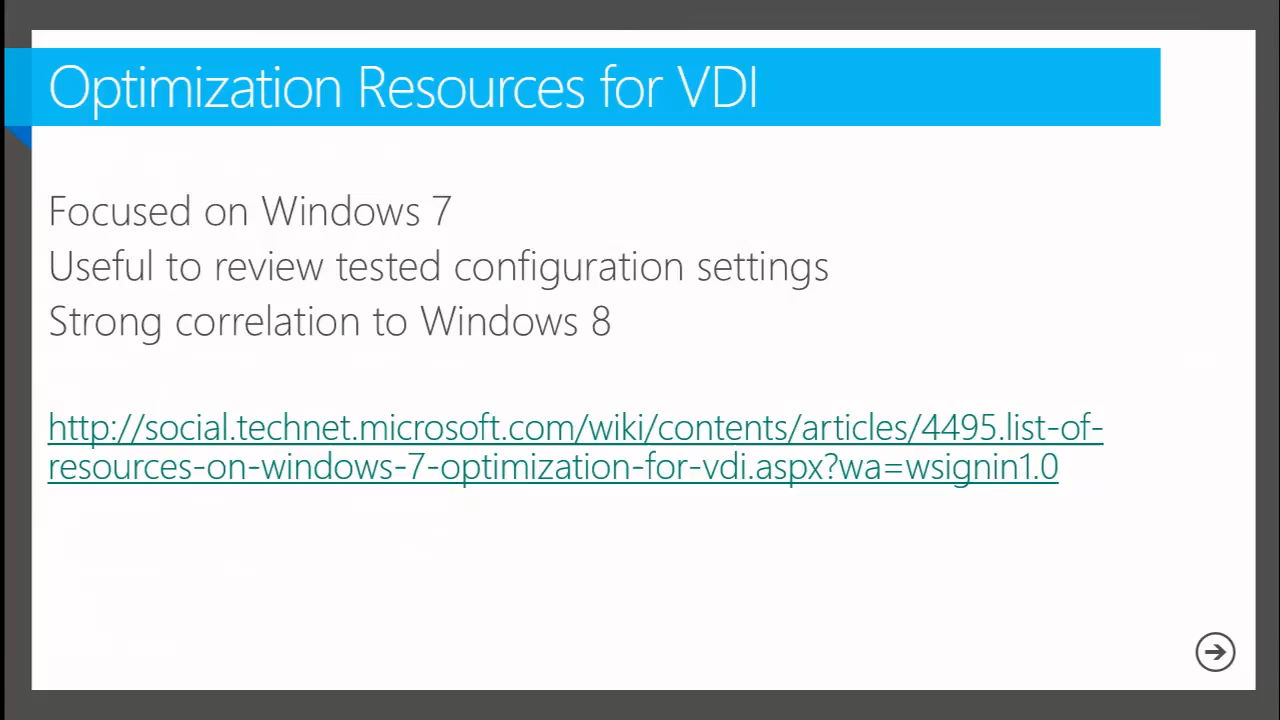 Optimization Resources for VDI
Focused on Windows 7
Useful to review tested configuration settings
Strong correlation to Windows 8
http://social.technet.microsoft.com/wiki/contents/articles/4495.list-of-
resources-on-windows-7-optimization-for-vdi.aspx?wa=wsignin1.0